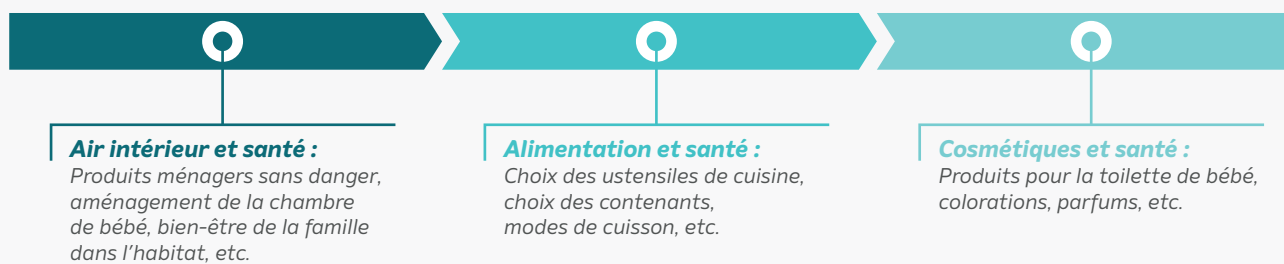 Air intérieur et santé :
Produits ménagers sans danger,
aménagement de la chambre
de bébé, bien-être de la famille
dans l'habitat, etc.
Alimentation et santé :
Choix des ustensiles de cuisine,
choix des contenants,
modes de cuisson, etc.
Cosmétiques et santé :
Produits pour la toilette de bébé,
colorations, parfums, etc.